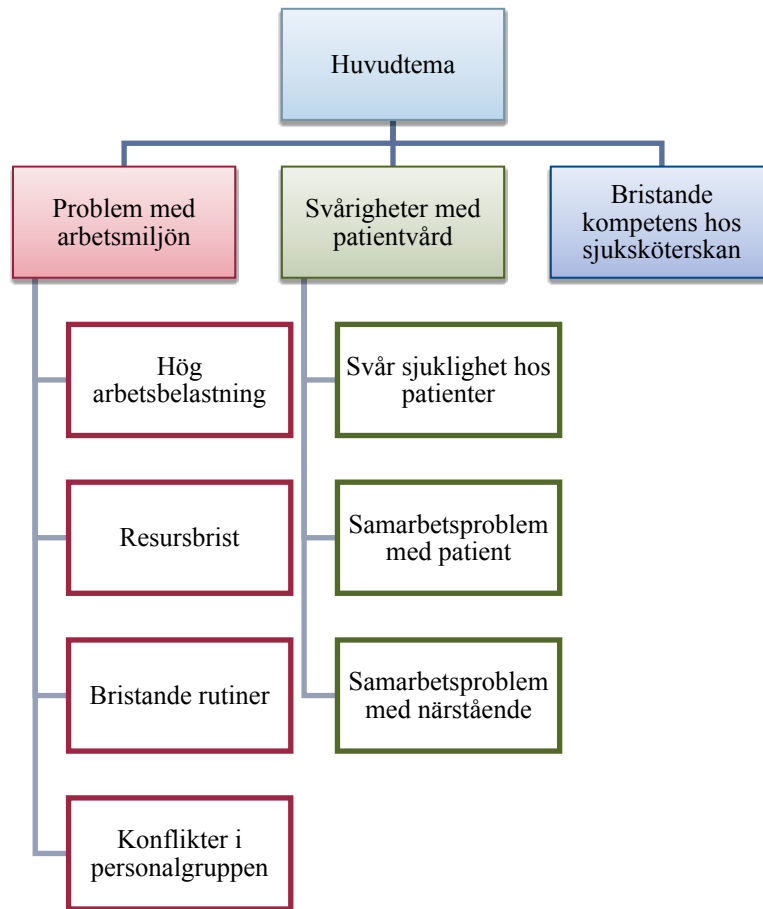 Huvudtema
Problem med
arbetsmiljön
Svårigheter med
patientvård
Bristande
kompetens hos
sjuksköterskan
Hög
arbetsbelastning
Resursbrist
Bristande rutiner
Konflikter i
personalgruppen
Svår sjuklighet hos
patienter
Samarbetsproblem
med patient
Samarbetsproblem
med närstående